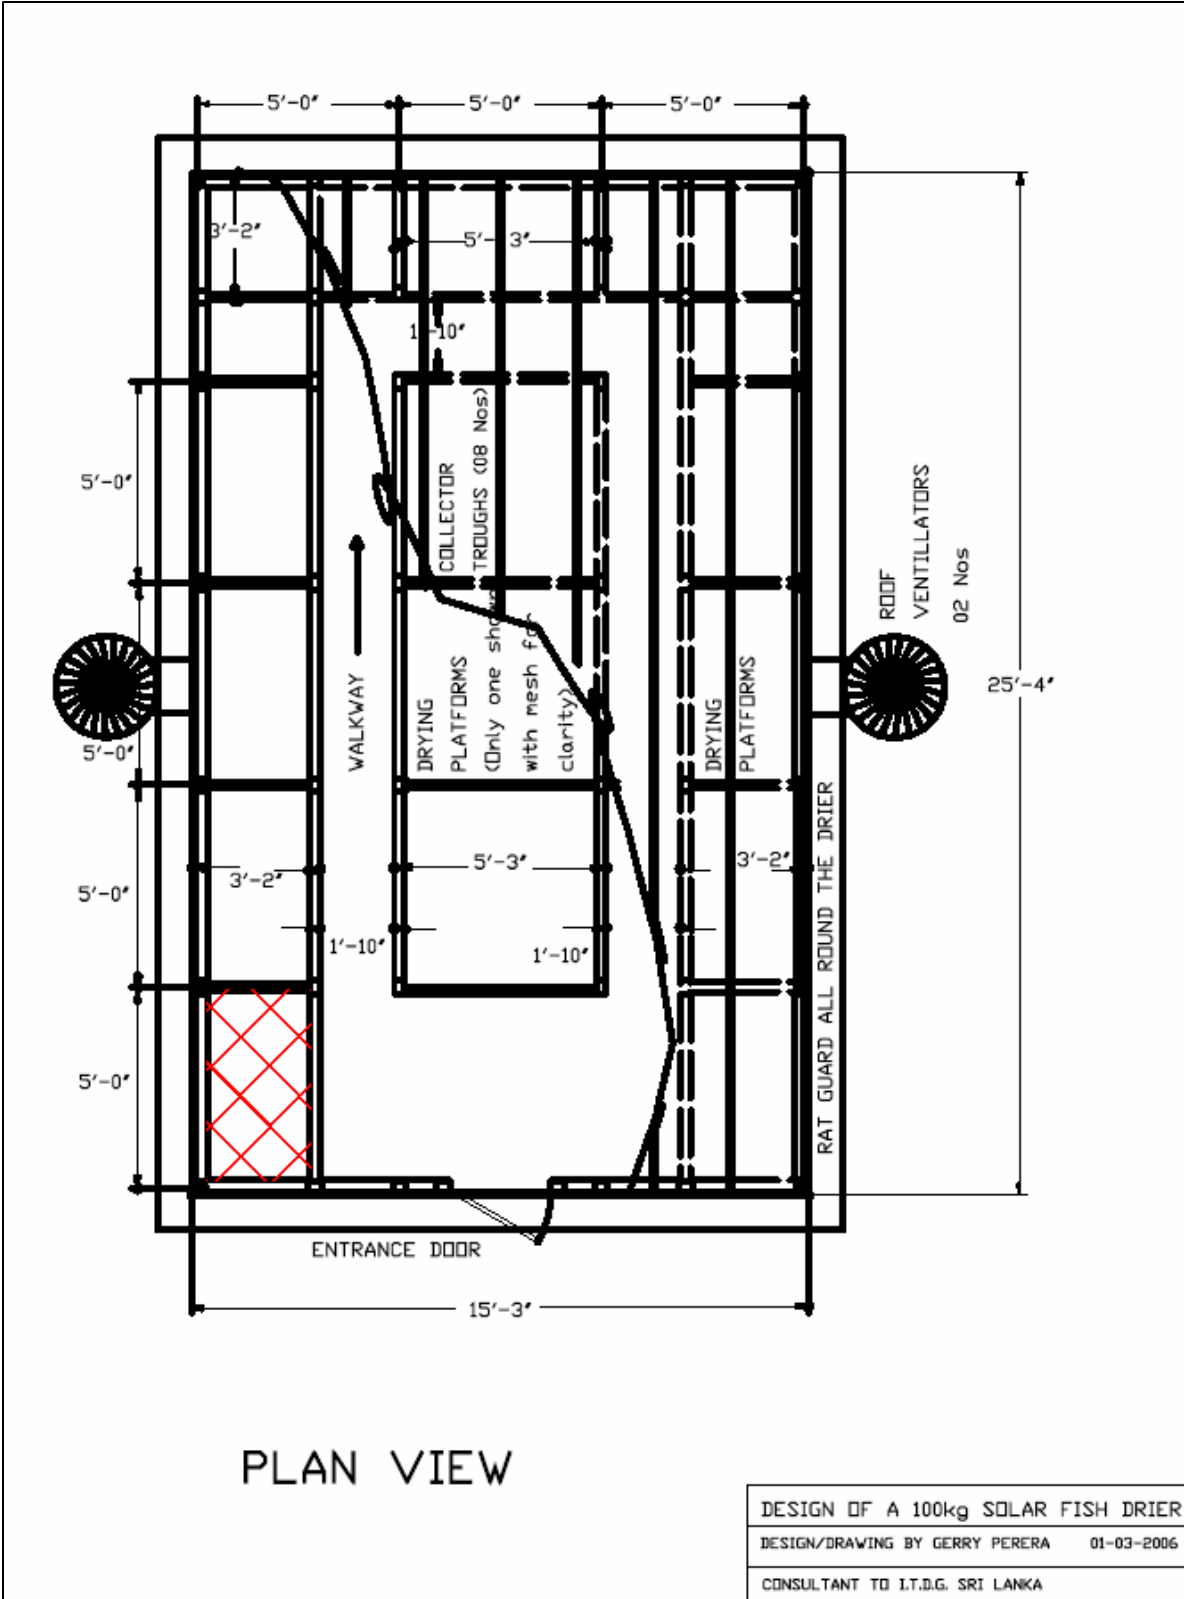 5'-0" 5'-0" 5'-0"
3'-2"
5'-3"
1'-10"
5'-0"
COLLECTOR
TROUGHS (08 Nos)
ROOF
VENTILLATORS
02 Nos
5'-0"
WALKWAY
DRYING
PLATFORMS
(Only one shown
with mesh for
clarity)
DRYING
PLATFORMS
25'-4"
5'-0"
3'-2"
5'-3"
3'-2"
1'-10"
1'-10"
RAT GUARD ALL ROUND THE DRIER
5'-0"
ENTRANCE DOOR
15'-3"
PLAN VIEW
DESIGN OF A 100kg SOLAR FISH DRIER
DESIGN/DRAWING BY GERRY PERERA 01-03-2006
CONSULTANT TO I.T.D.G. SRI LANKA